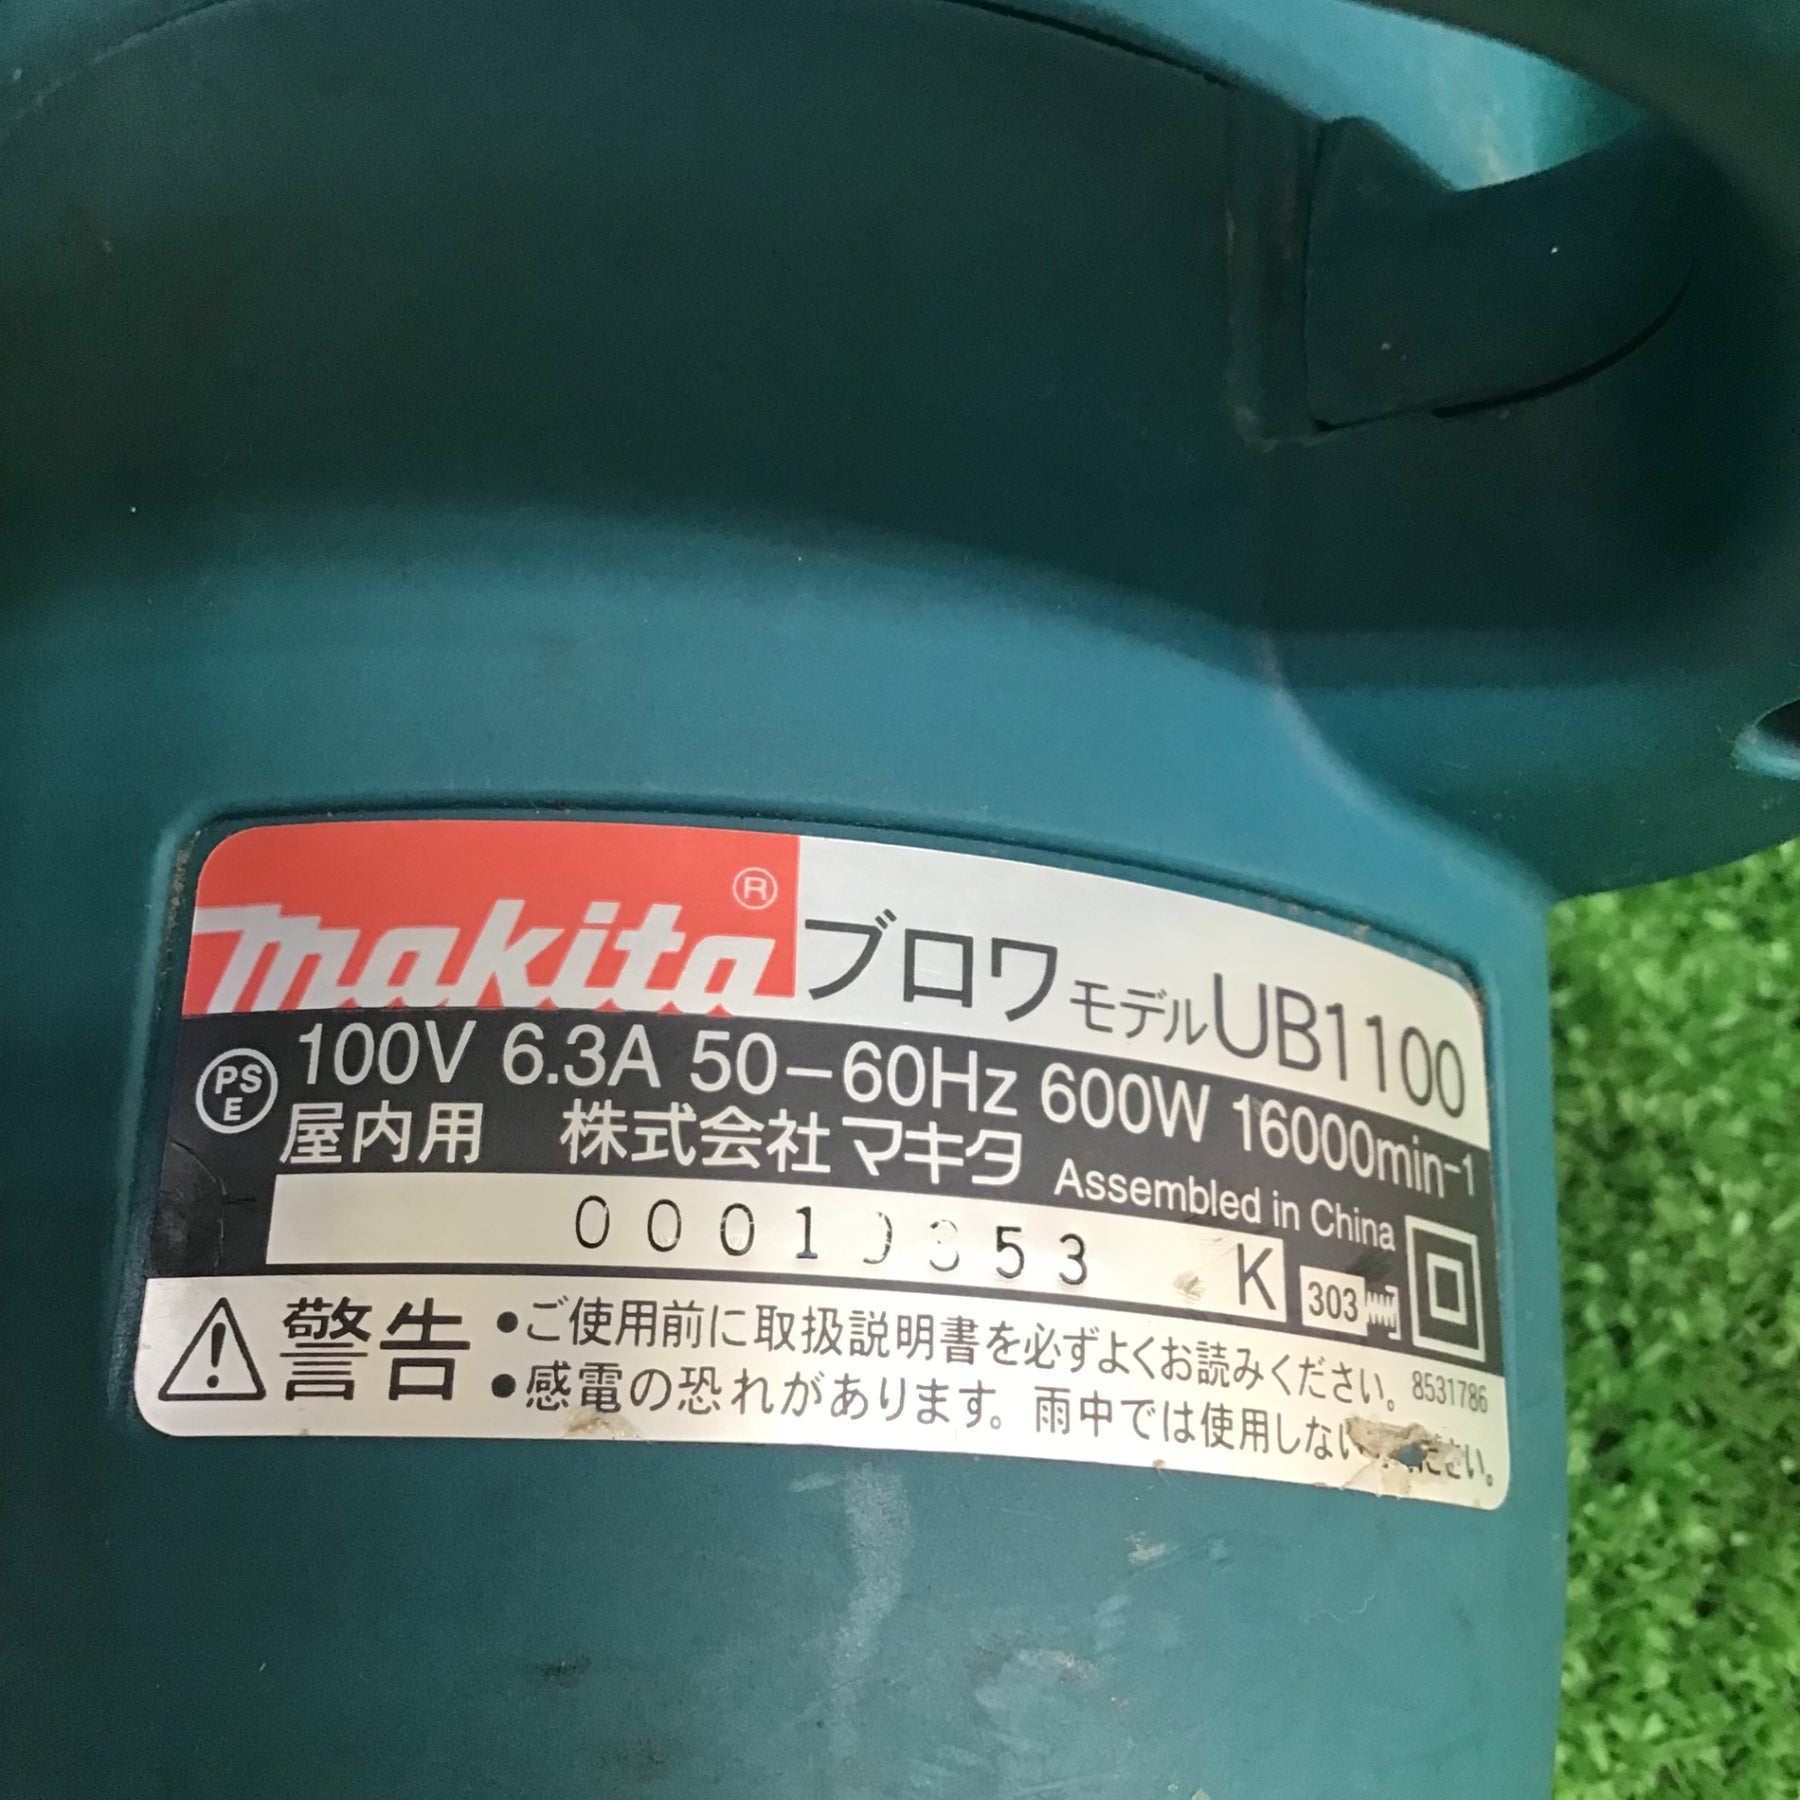 makita®
ブロワ モデル UB1100
PSE 100V 6.3A 50-60Hz 600W 16000min-1
屋内用 株式会社マキタ Assembled in China
K 303
警告 •ご使用前に取扱説明書を必ずよくお読みください。 8531786
•感電の恐れがあります。雨中では使用しない